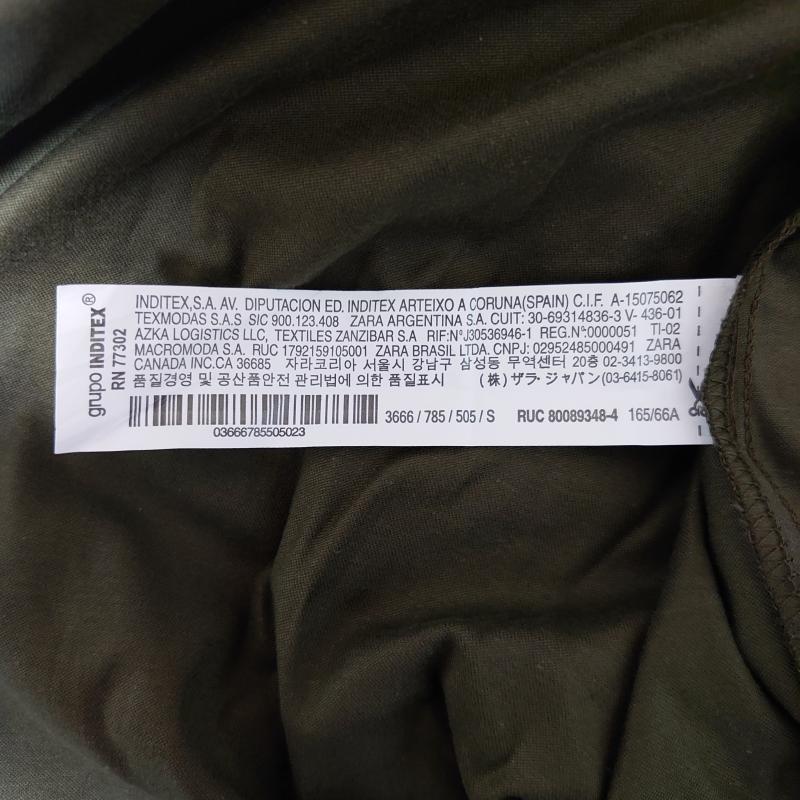 grupo INDITEX®
RN 77302
INDITEX,S.A. AV. DIPUTACION ED. INDITEX ARTEIXO A CORUNA(SPAIN) C.I.F. A-15075062
TEXMODAS S.A.S SIC 900.123.408 ZARA ARGENTINA S.A. CUIT: 30-69314836-3 V- 436-01
AZKA LOGISTICS LLC, TEXTILES ZANZIBAR S.A RIF:NºJ30536946-1 REG.Nº:0000051 TI-02
MACROMODA S.A. RUC 1792159105001 ZARA BRASIL LTDA. CNPJ: 02952485000491 ZARA
CANADA INC.CA 36685 자라코리아 서울시 강남구 삼성동 무역센터 20층 02-3413-9800
품질경영 및 공산품안전 관리법에 의한 품질표시 (株) ザラ・ジャパン(03-6415-8061)
3666 / 785 / 505 / S RUC 80089348-4 165/66A
03666785505023